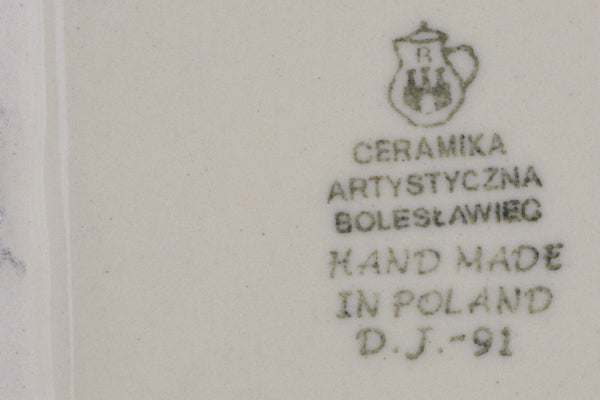 B
CERAMIKA
ARTYSTYCZNA
BOLESŁAWIEC
HAND MADE
IN POLAND
D.J.-91